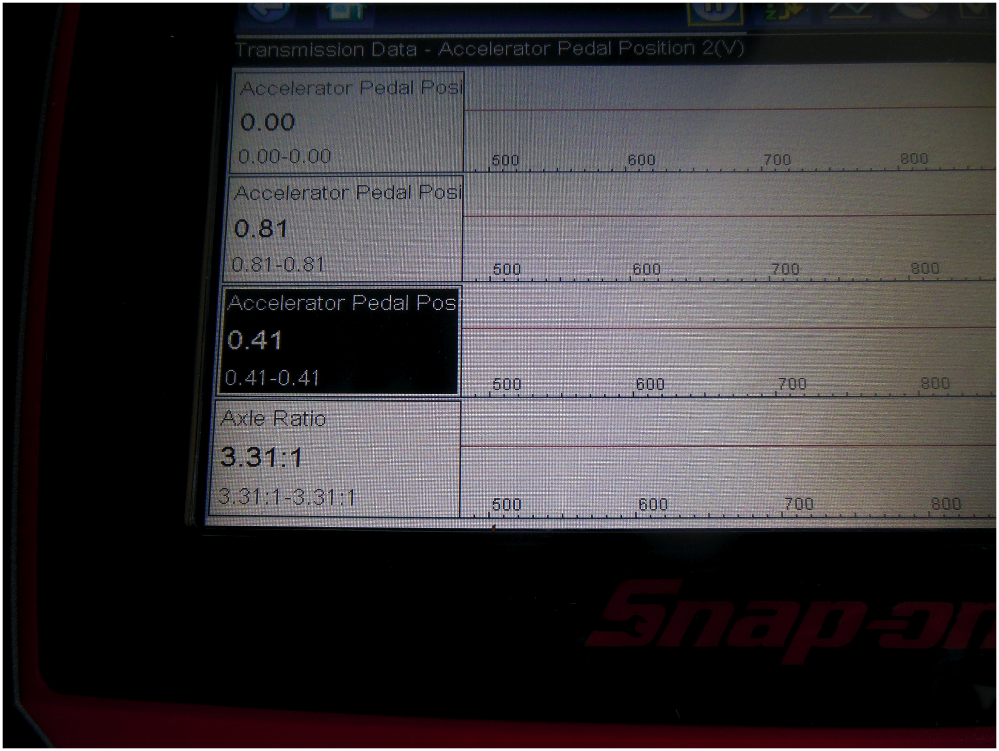 Transmission Data - Accelerator Pedal Position 2(V)
Accelerator Pedal Posi
0.00
0.00-0.00
500 600 700 800
Accelerator Pedal Posi
0.81
0.81-0.81
500 600 700 800
Accelerator Pedal Pos
0.41
0.41-0.41
500 600 700 800
Axle Ratio
3.31:1
3.31:1-3.31:1
500 600 700 800
Snap-on